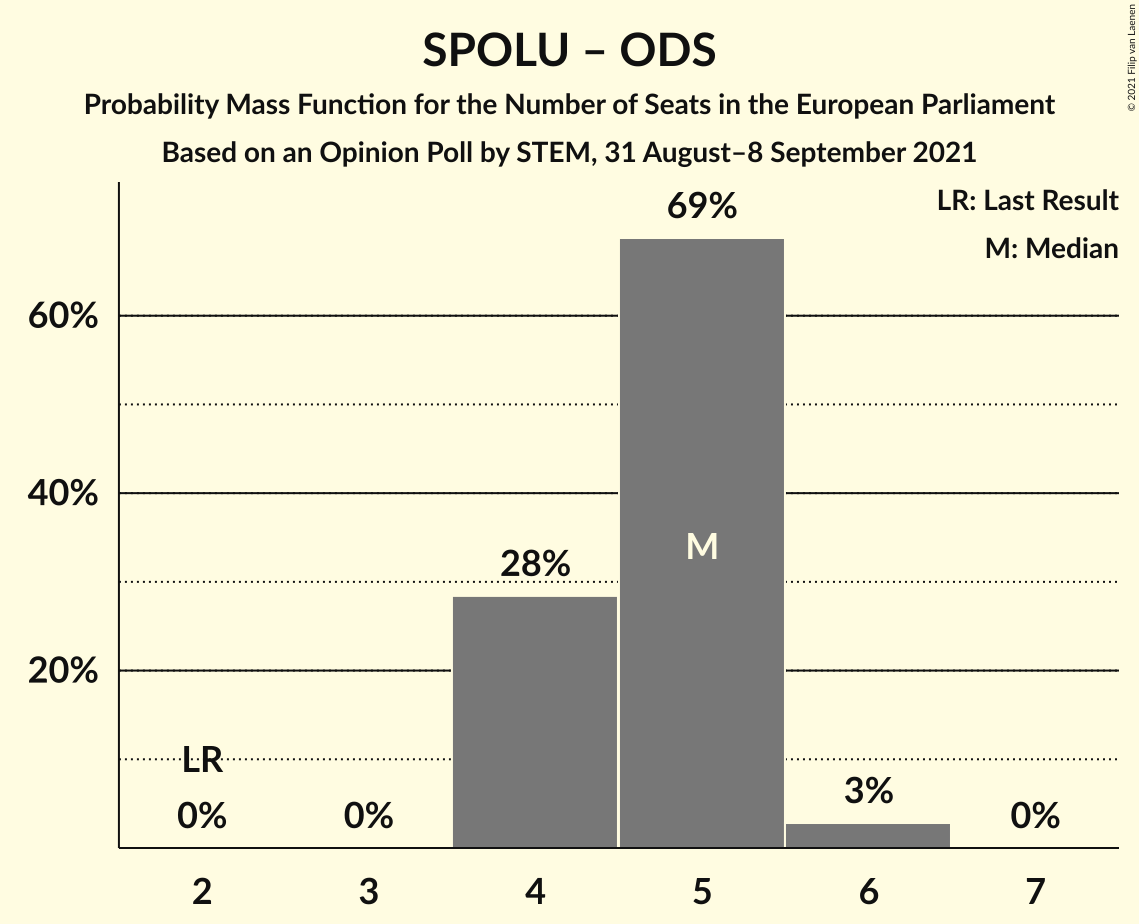 SPOLU – ODS
Probability Mass Function for the Number of Seats in the European Parliament
Based on an Opinion Poll by STEM, 31 August–8 September 2021
© 2021 Filip van Laenen
LR: Last Result
M: Median
69%
60%
40%
M
28%
20%
LR
3%
0%
0%
0%
2
3
4
5
6
7